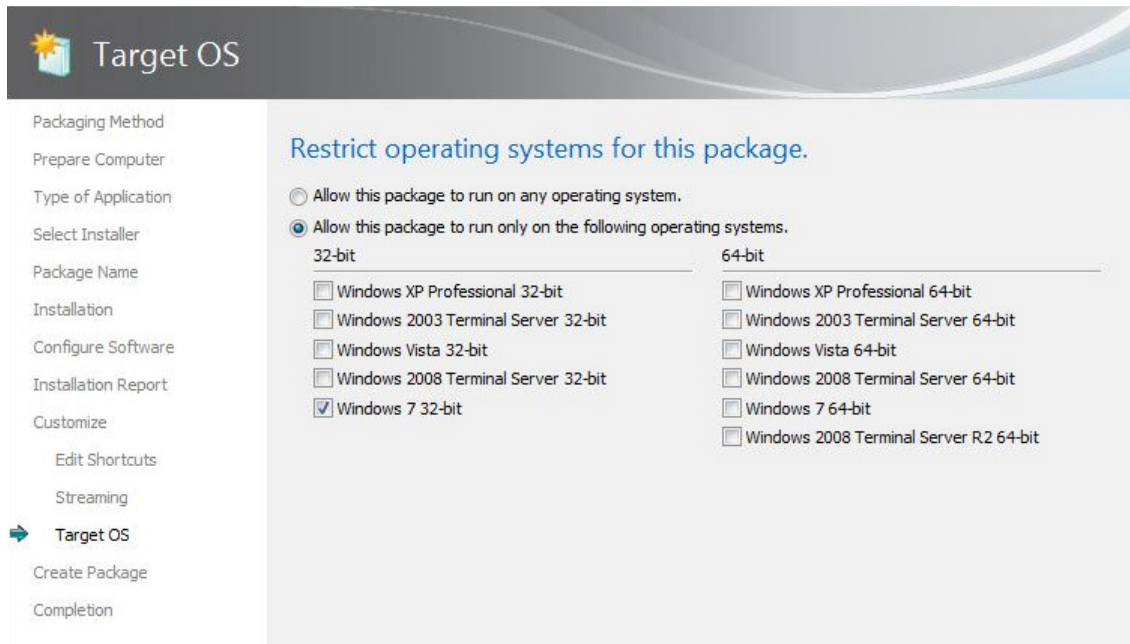 Target OS
Packaging Method
Prepare Computer
Type of Application
Select Installer
Package Name
Installation
Configure Software
Installation Report
Customize
Edit Shortcuts
Streaming
Target OS
Create Package
Completion
Restrict operating systems for this package.
Allow this package to run on any operating system.
Allow this package to run only on the following operating systems.
32-bit
Windows XP Professional 32-bit
Windows 2003 Terminal Server 32-bit
Windows Vista 32-bit
Windows 2008 Terminal Server 32-bit
Windows 7 32-bit
64-bit
Windows XP Professional 64-bit
Windows 2003 Terminal Server 64-bit
Windows Vista 64-bit
Windows 2008 Terminal Server 64-bit
Windows 7 64-bit
Windows 2008 Terminal Server R2 64-bit